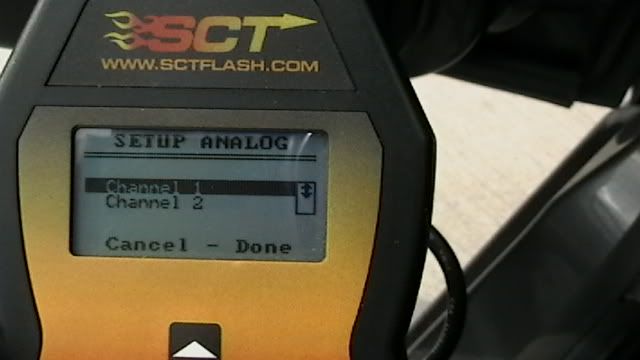 SCT
WWW.SCTFLASH.COM
SETUP ANALOG
Channel 1
Channel 2
Cancel - Done